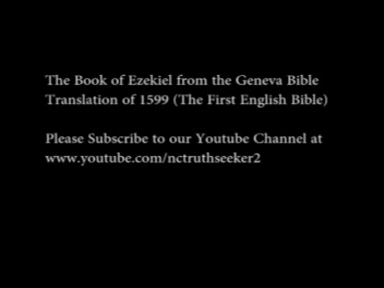 The Book of Ezekiel from the Geneva Bible
Translation of 1599 (The First English Bible)
Please Subscribe to our Youtube Channel at
www.youtube.com/nctruthseeker2